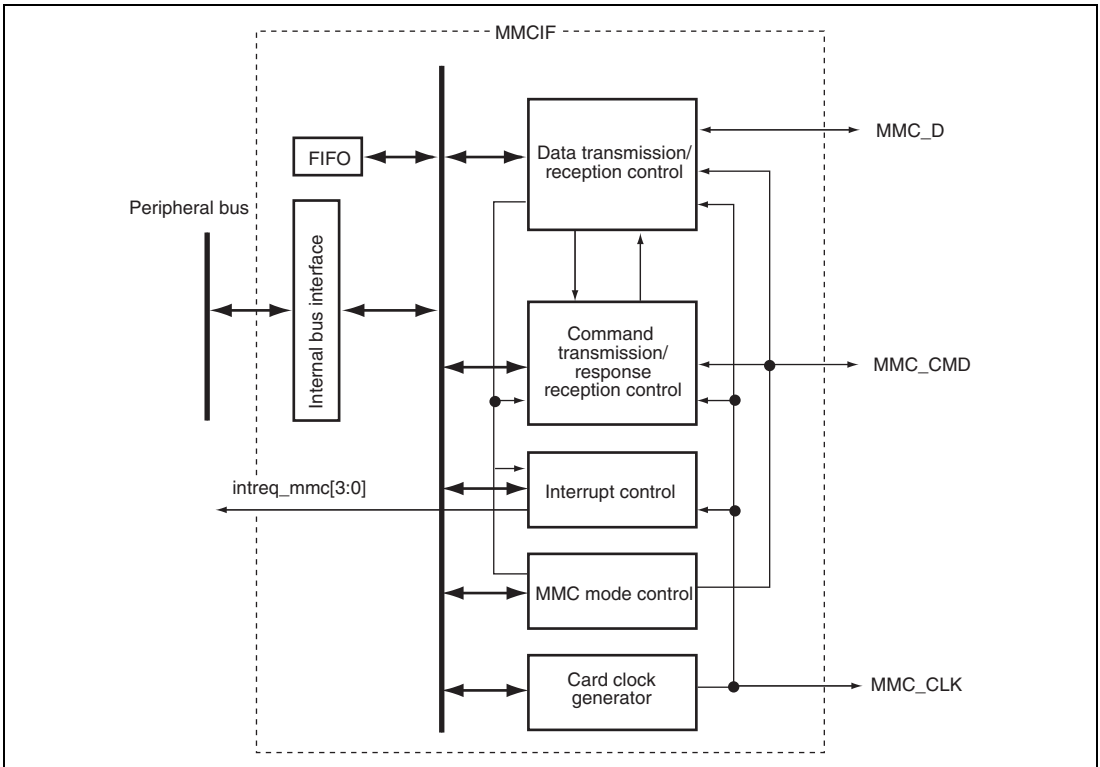 MMCIF
MMC_D
Data transmission/
reception control
FIFO
Peripheral bus
Internal bus interface
Command
transmission/
response
reception control
MMC_CMD
intreq_mmc[3:0]
Interrupt control
MMC mode control
Card clock
generator
MMC_CLK